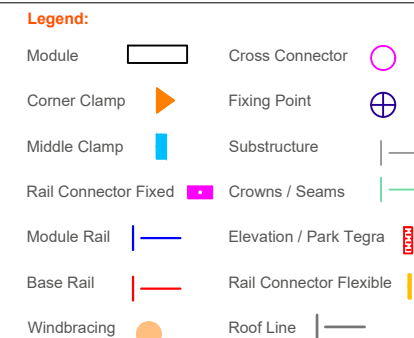 Legend:
Module
Cross Connector
Corner Clamp
Fixing Point
Middle Clamp
Substructure
Rail Connector Fixed
Crowns / Seams
Module Rail
Elevation / Park Tegra
Base Rail
Rail Connector Flexible
Windbracing
Roof Line